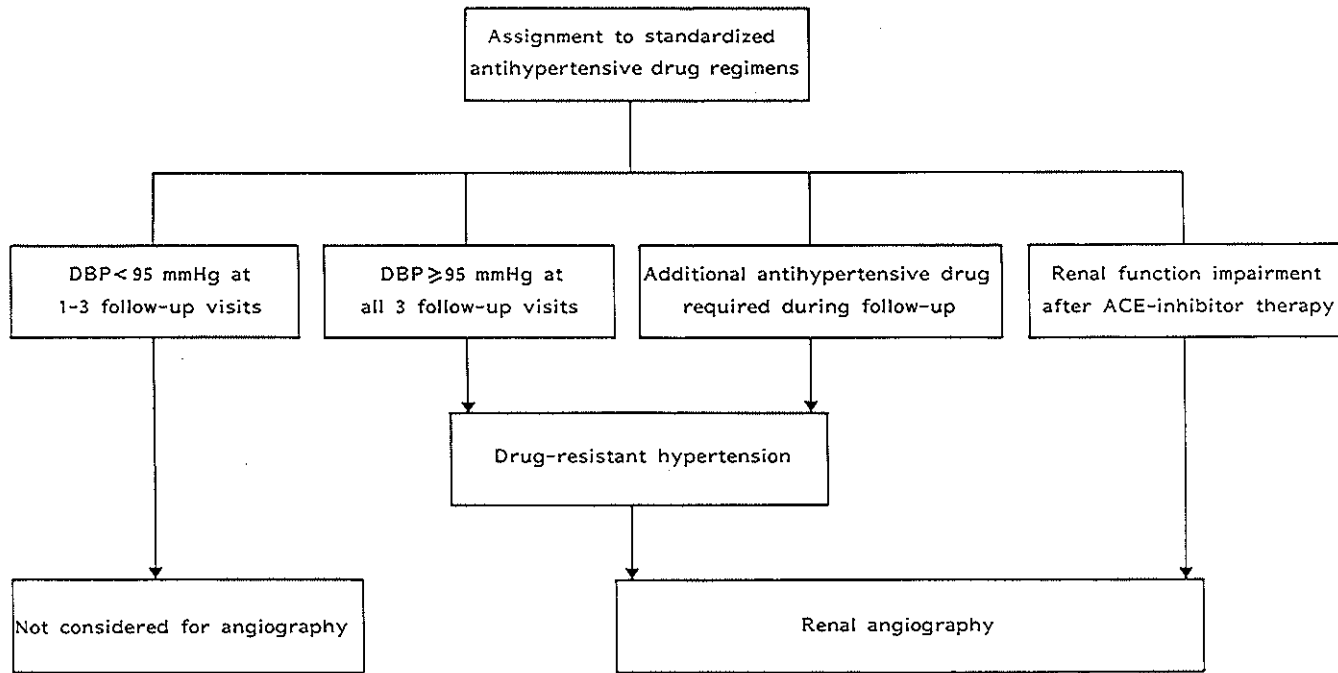 Assignment to standardized
antihypertensive drug regimens
DBP< 95 mmHg at
1-3 follow-up visits
DBP⩾95 mmHg at
all 3 follow-up visits
Additional antihypertensive drug
required during follow-up
Renal function impairment
after ACE-inhibitor therapy
Drug-resistant hypertension
Not considered for angiography
Renal angiography